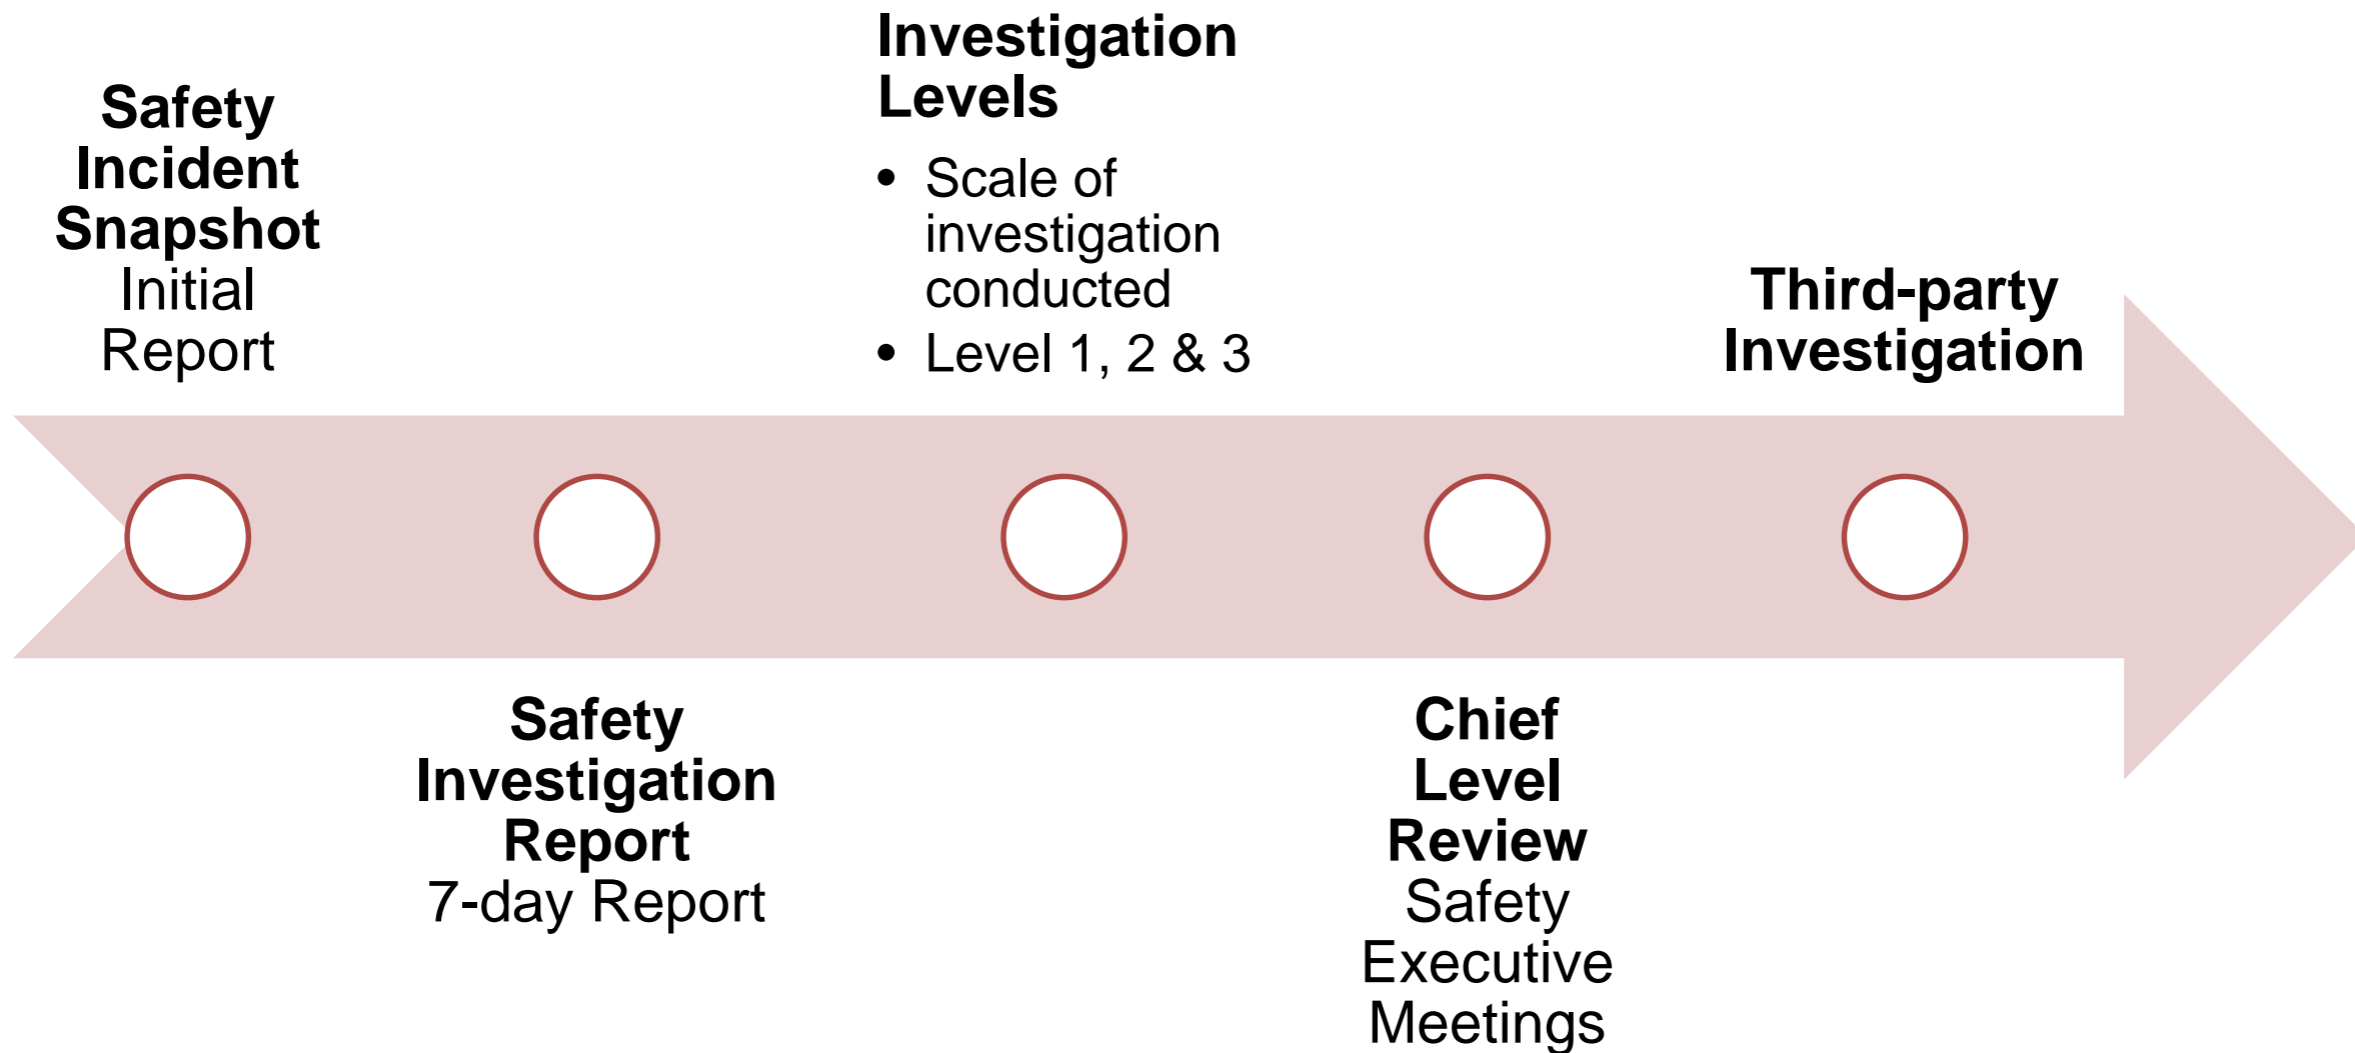 Safety
Incident
Snapshot
Initial
Report
Safety
Investigation
Report
7-day Report
Investigation
Levels
• Scale of
investigation
conducted
• Level 1, 2 & 3
Chief
Level
Review
Safety
Executive
Meetings
Third-party
Investigation